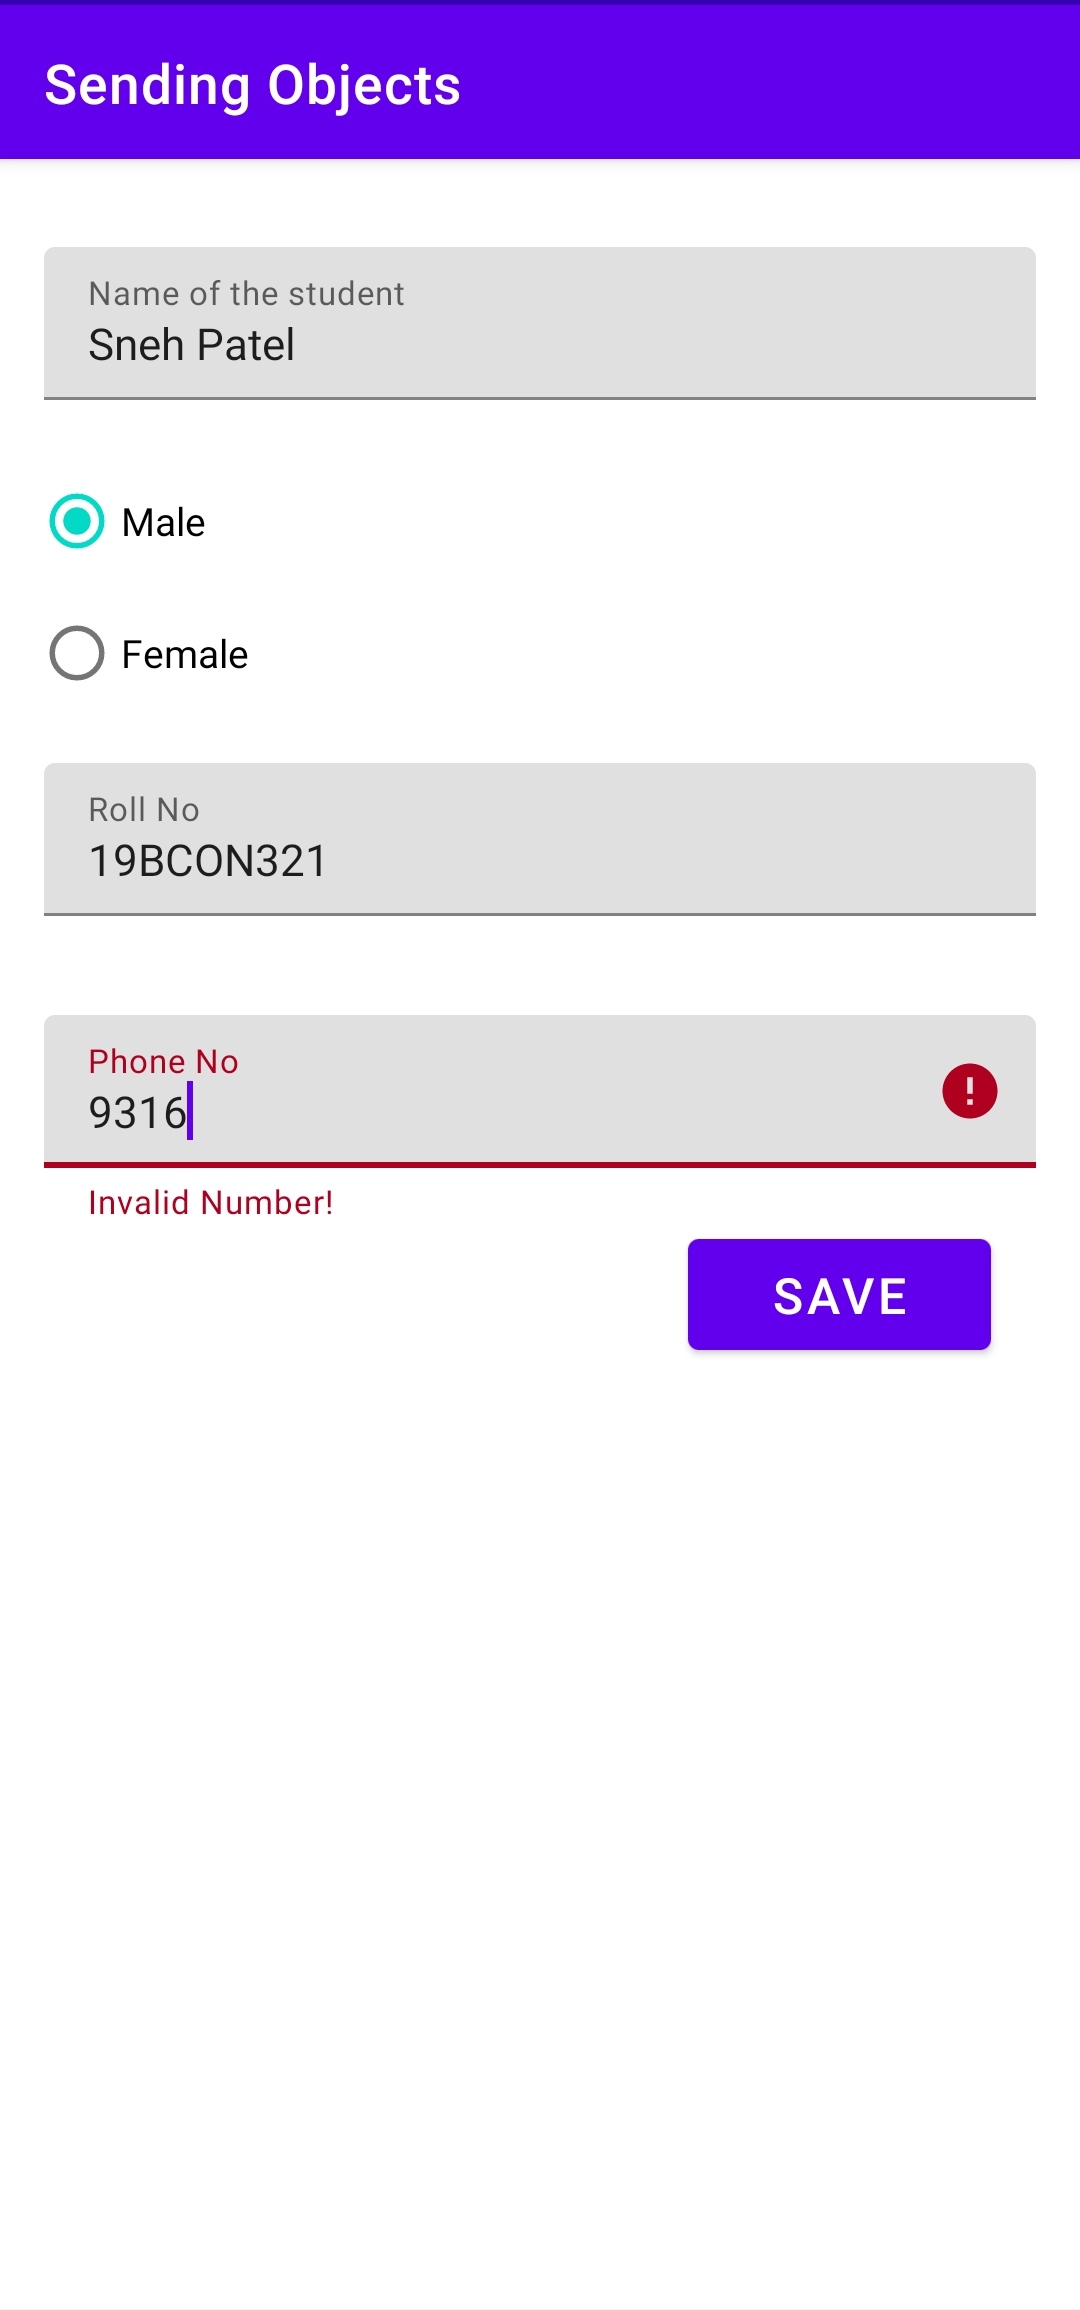 Sending Objects
Name of the student
Sneh Patel
Male
Female
Roll No
19BCON321
Phone No
9316
Invalid Number!
SAVE